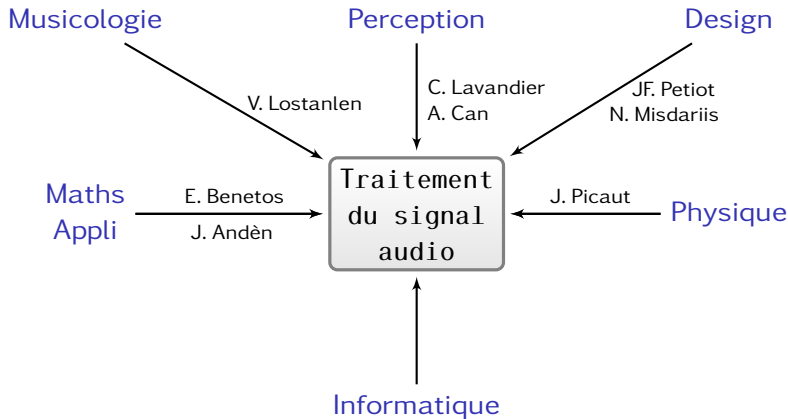 Musicologie
Perception
Design
V. Lostanlen
C. Lavandier
A. Can
JF. Petiot
N. Misdariis
Maths
Appli
E. Benetos
J. Andèn
Traitement
du signal
audio
J. Picaut
Physique
Informatique